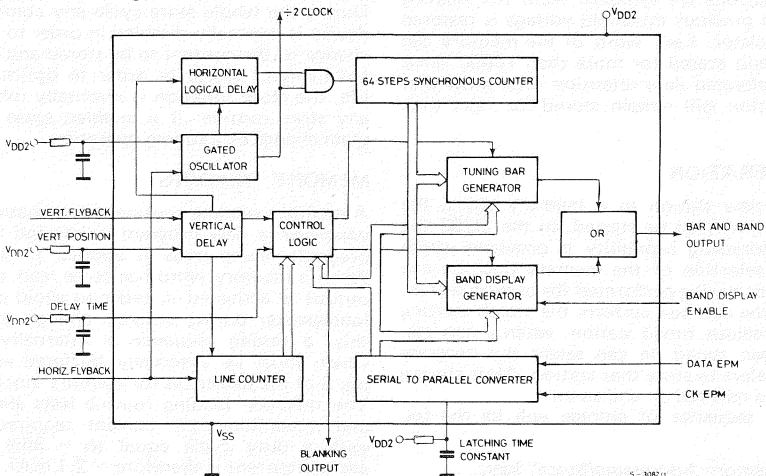 ÷2 CLOCK
VDD2
HORIZONTAL
LOGICAL DELAY
64 STEPS SYNCHRONOUS COUNTER
VDD2
GATED
OSCILLATOR
TUNING BAR
GENERATOR
VERT. FLYBACK
VERT POSITION
VDD2
VERTICAL
DELAY
CONTROL
LOGIC
OR
BAR AND BAND
OUTPUT
BAND DISPLAY
GENERATOR
BAND DISPLAY
ENABLE
DELAY TIME
VDD2
HORIZ. FLYBACK
LINE COUNTER
SERIAL TO PARALLEL CONVERTER
DATA EPM
CK EPM
VSS
BLANKING
OUTPUT
VDD2
LATCHING TIME
CONSTANT
S-3087/1